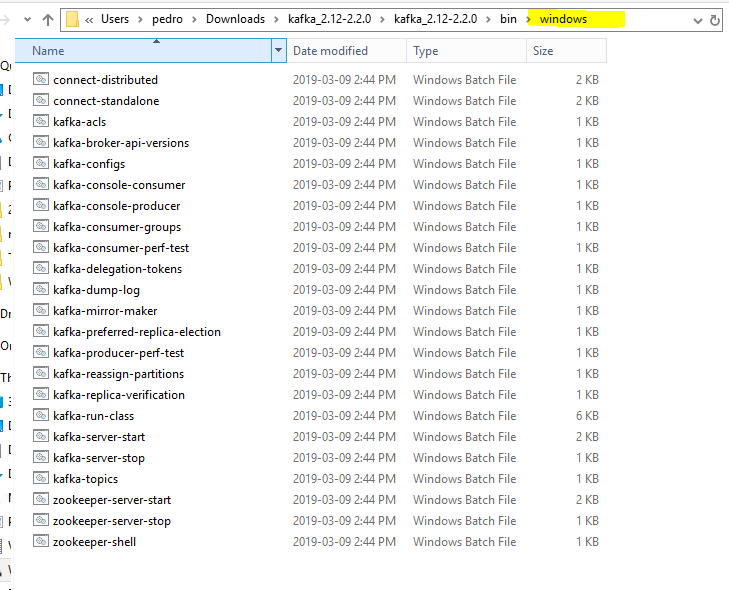 « Users > pedro > Downloads > kafka_2.12-2.2.0 > kafka_2.12-2.2.0 > bin > windows
Name Date modified Type Size
connect-distributed 2019-03-09 2:44 PM Windows Batch File 2 KB
connect-standalone 2019-03-09 2:44 PM Windows Batch File 2 KB
kafka-acls 2019-03-09 2:44 PM Windows Batch File 1 KB
kafka-broker-api-versions 2019-03-09 2:44 PM Windows Batch File 1 KB
kafka-configs 2019-03-09 2:44 PM Windows Batch File 1 KB
kafka-console-consumer 2019-03-09 2:44 PM Windows Batch File 1 KB
kafka-console-producer 2019-03-09 2:44 PM Windows Batch File 1 KB
kafka-consumer-groups 2019-03-09 2:44 PM Windows Batch File 1 KB
kafka-consumer-perf-test 2019-03-09 2:44 PM Windows Batch File 1 KB
kafka-delegation-tokens 2019-03-09 2:44 PM Windows Batch File 1 KB
kafka-dump-log 2019-03-09 2:44 PM Windows Batch File 1 KB
kafka-mirror-maker 2019-03-09 2:44 PM Windows Batch File 1 KB
kafka-preferred-replica-election 2019-03-09 2:44 PM Windows Batch File 1 KB
kafka-producer-perf-test 2019-03-09 2:44 PM Windows Batch File 1 KB
kafka-reassign-partitions 2019-03-09 2:44 PM Windows Batch File 1 KB
kafka-replica-verification 2019-03-09 2:44 PM Windows Batch File 1 KB
kafka-run-class 2019-03-09 2:44 PM Windows Batch File 6 KB
kafka-server-start 2019-03-09 2:44 PM Windows Batch File 2 KB
kafka-server-stop 2019-03-09 2:44 PM Windows Batch File 1 KB
kafka-topics 2019-03-09 2:44 PM Windows Batch File 1 KB
zookeeper-server-start 2019-03-09 2:44 PM Windows Batch File 2 KB
zookeeper-server-stop 2019-03-09 2:44 PM Windows Batch File 1 KB
zookeeper-shell 2019-03-09 2:44 PM Windows Batch File 1 KB